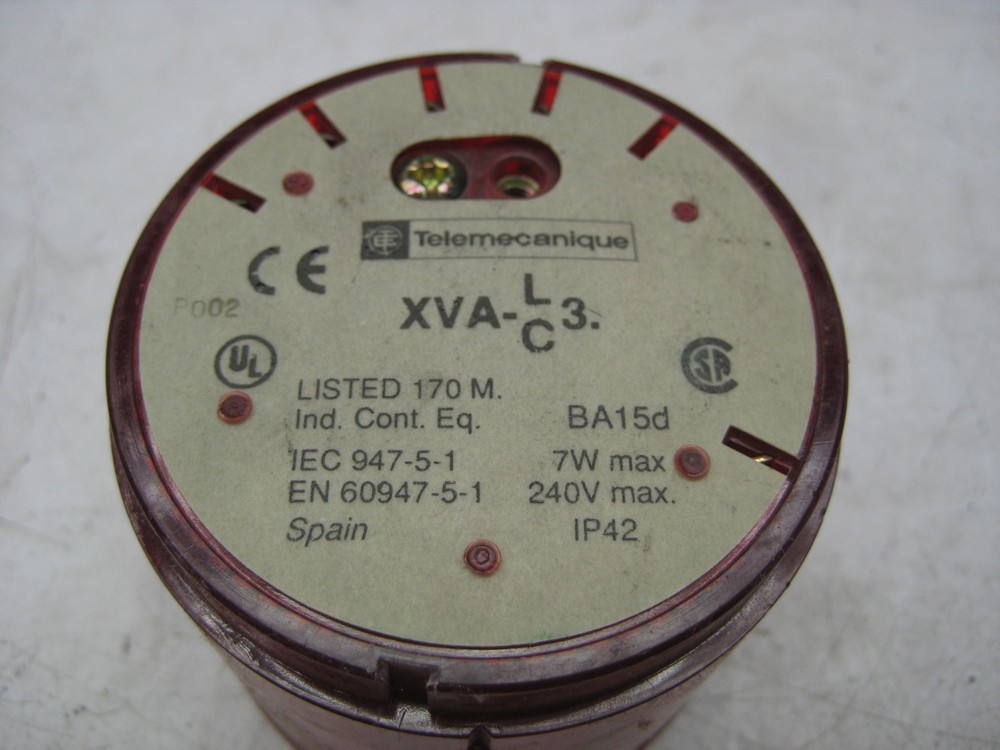 Telemecanique
CE
P002
XVA-L/C3.
UL
SA
LISTED 170 M.
Ind. Cont. Eq.
BA15d
IEC 947-5-1
7W max
EN 60947-5-1
240V max.
Spain
IP42